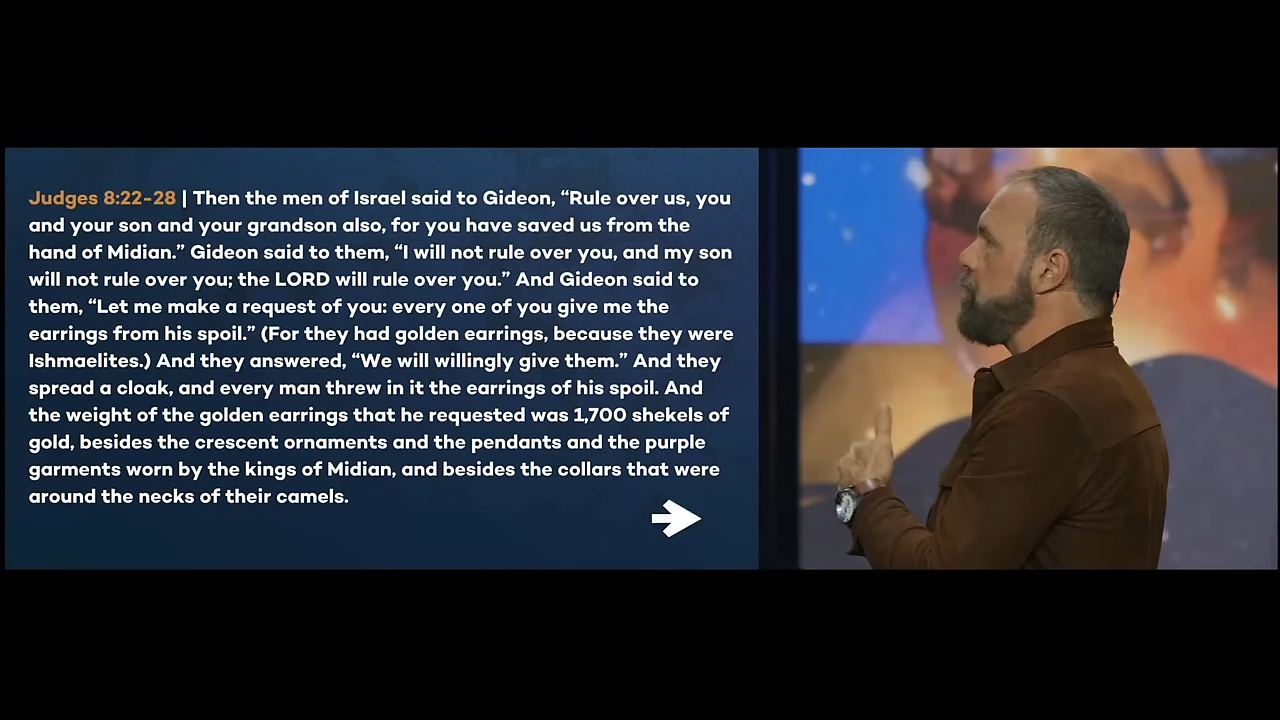 Judges 8:22-28 | Then the men of Israel said to Gideon, “Rule over us, you
and your son and your grandson also, for you have saved us from the
hand of Midian.” Gideon said to them, “I will not rule over you, and my son
will not rule over you; the LORD will rule over you.” And Gideon said to
them, “Let me make a request of you: every one of you give me the
earrings from his spoil.” (For they had golden earrings, because they were
Ishmaelites.) And they answered, “We will willingly give them.” And they
spread a cloak, and every man threw in it the earrings of his spoil. And
the weight of the golden earrings that he requested was 1,700 shekels of
gold, besides the crescent ornaments and the pendants and the purple
garments worn by the kings of Midian, and besides the collars that were
around the necks of their camels.